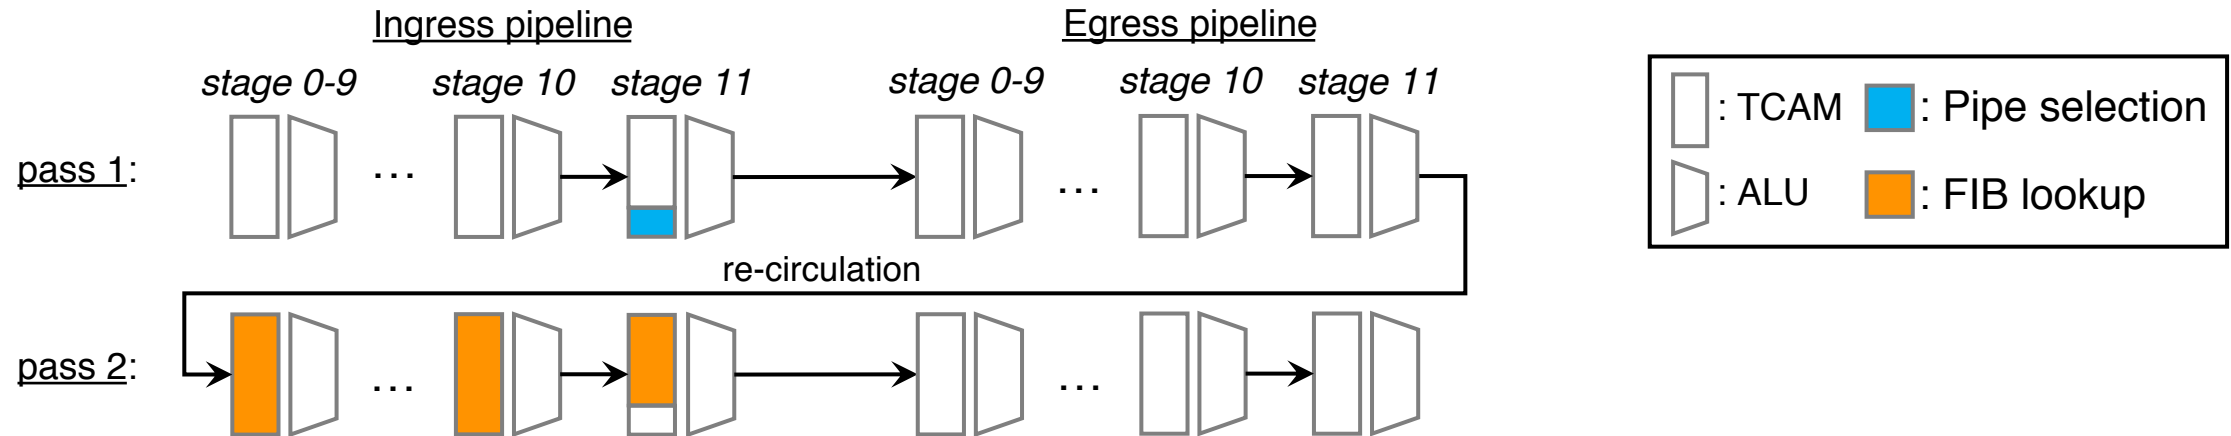 Ingress pipeline
Egress pipeline
stage 0-9 stage 10 stage 11 stage 0-9 stage 10 stage 11
: TCAM : Pipe selection
pass 1: ... ...
: ALU : FIB lookup
re-circulation
pass 2: ... ...